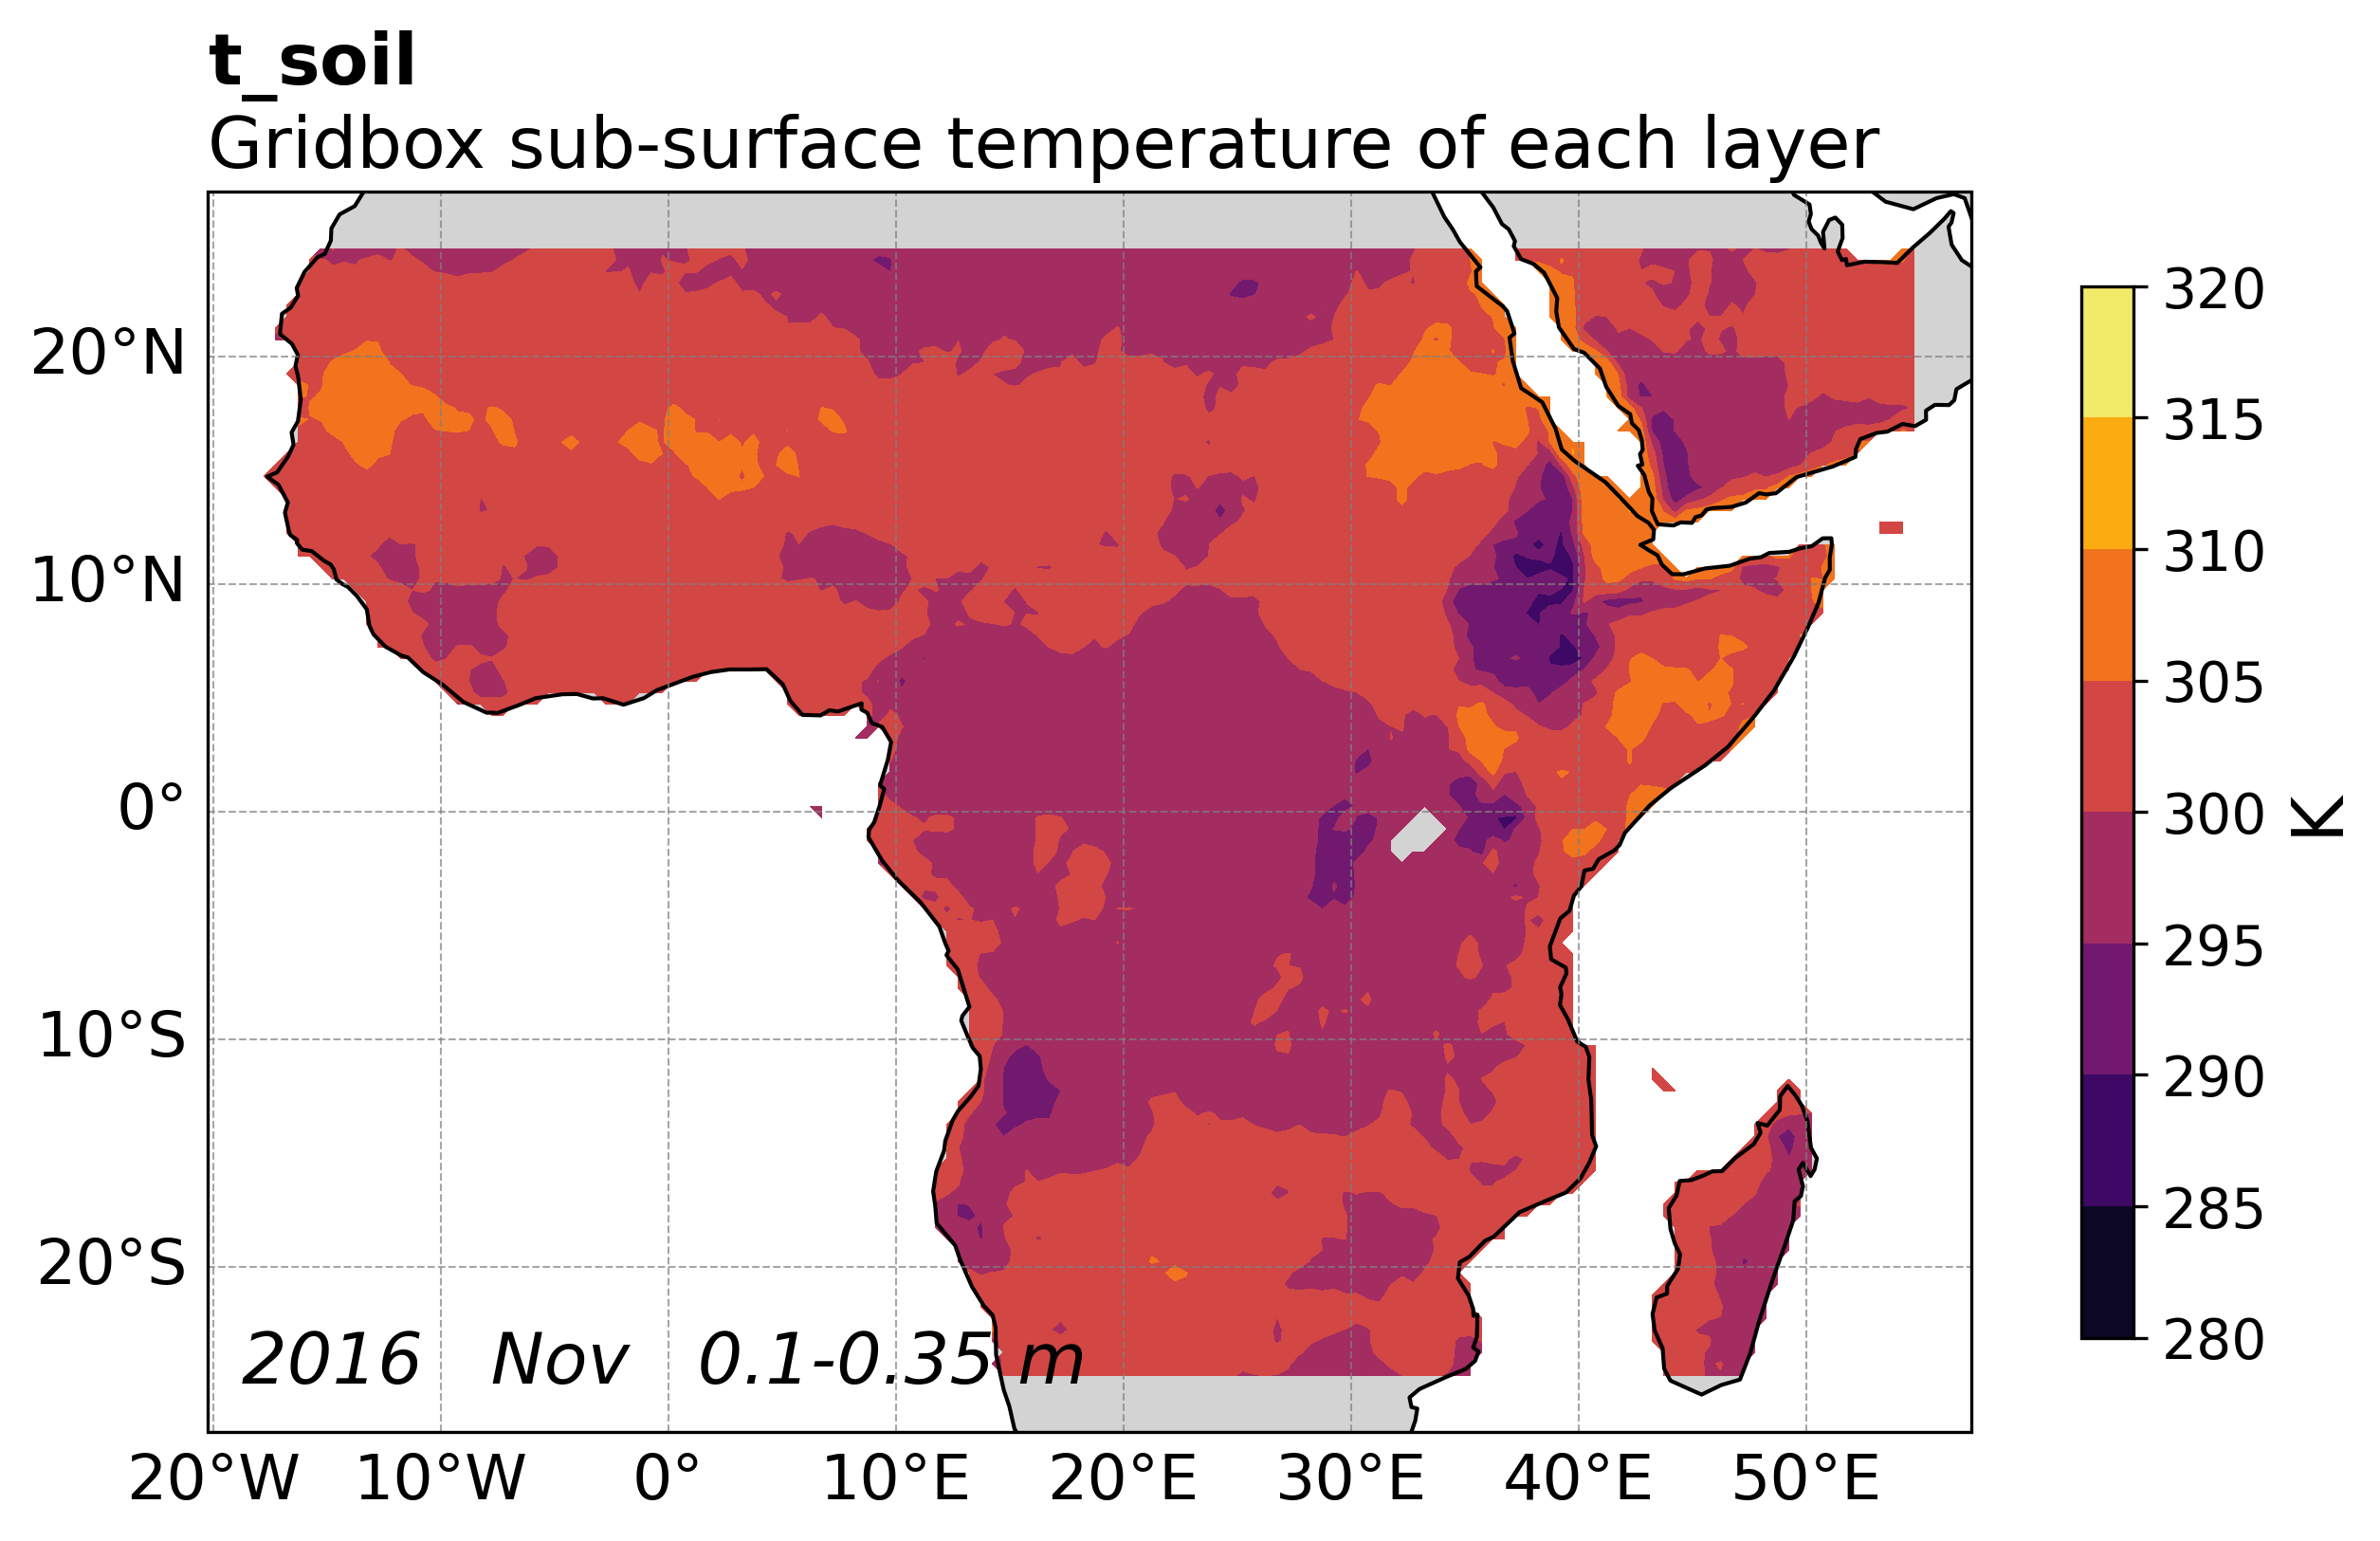 t_soil
Gridbox sub-surface temperature of each layer
20°N
10°N
0°
10°S
20°S
2016 Nov 0.1-0.35 m
20°W 10°W 0° 10°E 20°E 30°E 40°E 50°E
320
315
310
305
300
295
290
285
280
K